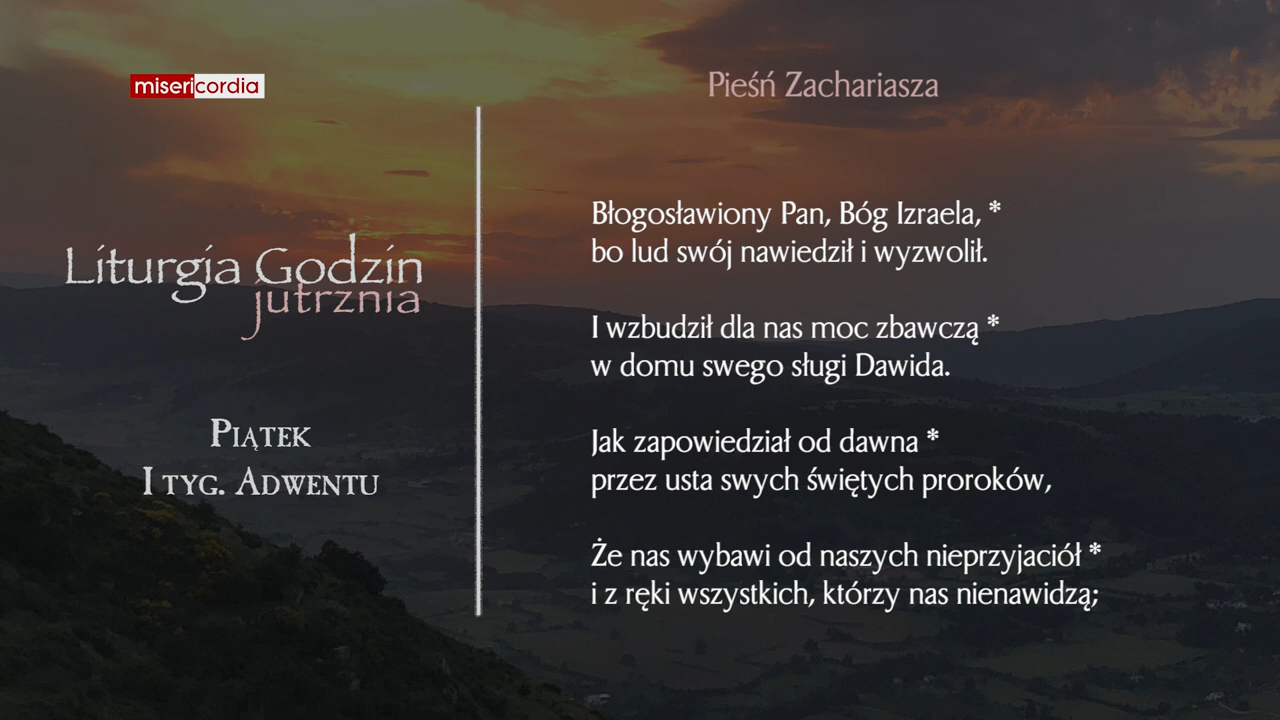 misericordia
Liturgia Godzin
jutrznia
Piątek
I tyg. Adwentu
Pieśń Zachariasza
Błogosławiony Pan, Bóg Izraela, *
bo lud swój nawiedził i wyzwolił.
I wzbudził dla nas moc zbawczą *
w domu swego sługi Dawida.
Jak zapowiedział od dawna *
przez usta swych świętych proroków,
Że nas wybawi od naszych nieprzyjaciół *
i z ręki wszystkich, którzy nas nienawidzą;